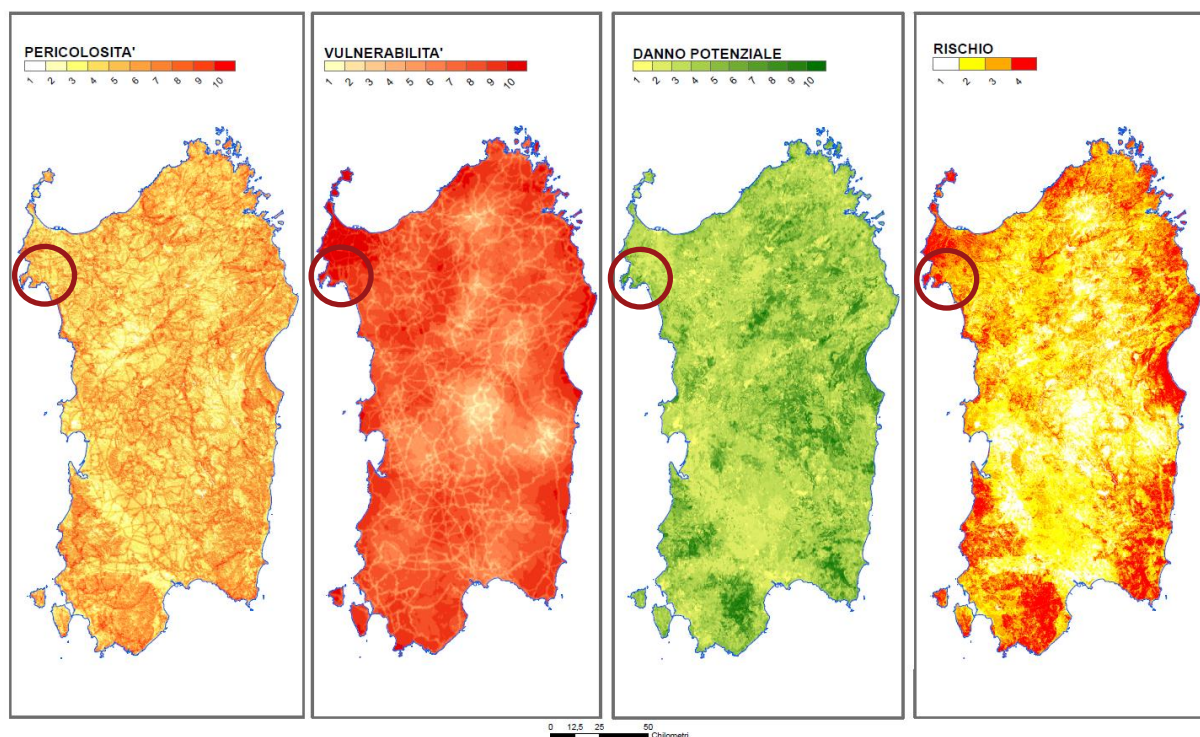 PERICOLOSITA'
1 2 3 4 5 6 7 8 9 10
VULNERABILITA'
1 2 3 4 5 6 7 8 9 10
DANNO POTENZIALE
1 2 3 4 5 6 7 8 9 10
RISCHIO
1 2 3 4
0 12,5 25 50
Chilometri